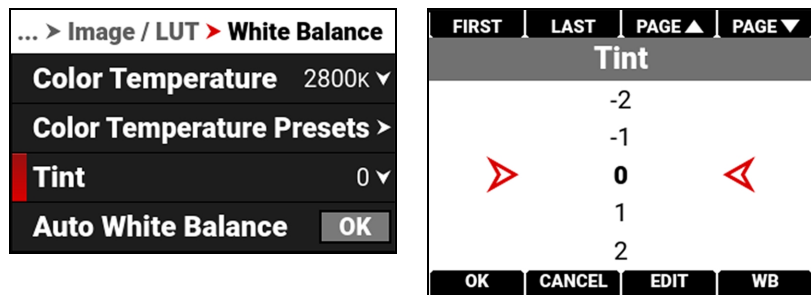 ... > Image / LUT > White Balance
Color Temperature 2800K
Color Temperature Presets >
Tint 0
Auto White Balance OK
FIRST LAST PAGE▲ PAGE▼
Tint
-2
-1
0
1
2
OK CANCEL EDIT WB